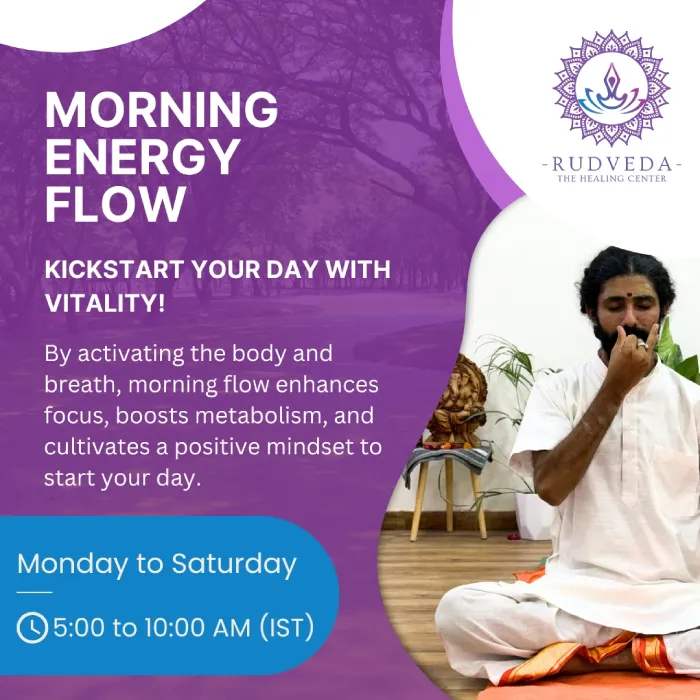 MORNING
ENERGY
FLOW
KICKSTART YOUR DAY WITH
VITALITY!
By activating the body and
breath, morning flow enhances
focus, boosts metabolism, and
cultivates a positive mindset to
start your day.
Monday to Saturday
5:00 to 10:00 AM (IST)
-RUDVEDA-
THE HEALING CENTER